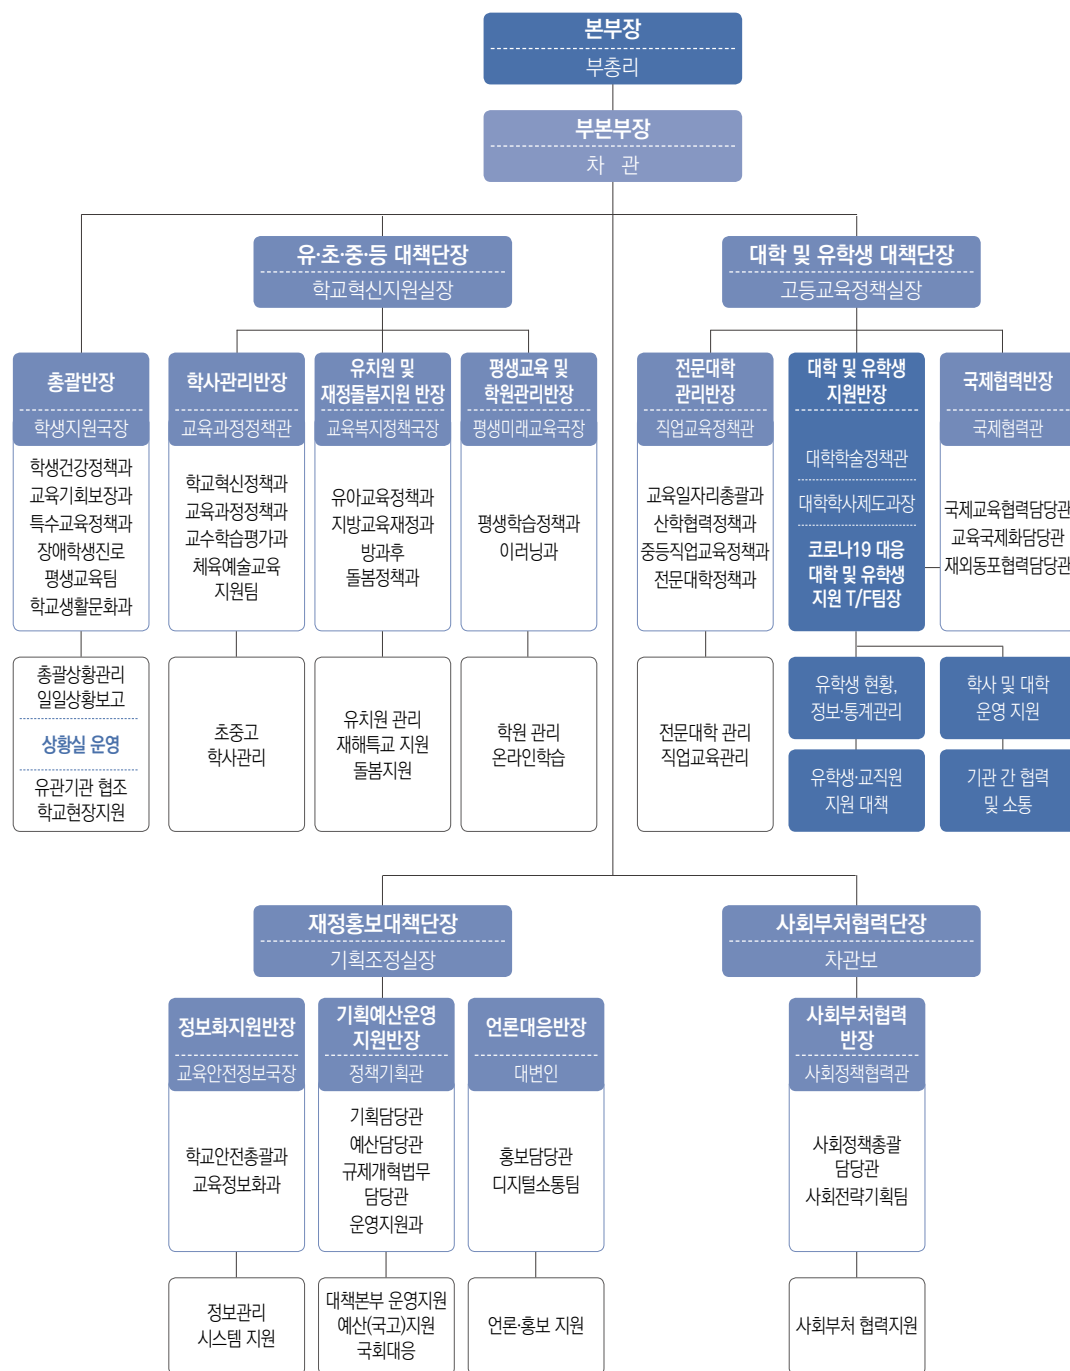 본부장
부총리
부본부장
차 관
유·초·중·등 대책단장
학교혁신지원실장
대학 및 유학생 대책단장
고등교육정책실장
총괄반장
학생지원국장
학생건강정책과
교육기회보장과
특수교육정책과
장애학생진로
평생교육팀
학교생활문화과
총괄상황관리
일일상황보고
상황실 운영
유관기관 협조
학교현장지원
학사관리반장
교육과정정책관
학교혁신정책과
교육과정정책과
교수학습평가과
체육예술교육
지원팀
초중고
학사관리
유치원 및
재정돌봄지원 반장
교육복지정책국장
유아교육정책과
지방교육재정과
방과후
돌봄정책과
유치원 관리
재해특교 지원
돌봄지원
평생교육 및
학원관리반장
평생미래교육국장
평생학습정책과
이러닝과
학원 관리
온라인학습
전문대학
관리반장
직업교육정책관
교육일자리총괄과
산학협력정책과
중등직업교육정책과
전문대학정책과
전문대학 관리
직업교육관리
대학 및 유학생
지원반장
대학학술정책관
대학학사제도과장
코로나19 대응
대학 및 유학생
지원 T/F팀장
국제협력반장
국제협력관
국제교육협력담당관
교육국제화담당관
재외동포협력담당관
유학생 현황,
정보·통계관리
학사 및 대학
운영 지원
유학생·교직원
지원 대책
기관 간 협력
및 소통
재정홍보대책단장
기획조정실장
사회부처협력단장
차관보
정보화지원반장
교육안전정보국장
학교안전총괄과
교육정보화과
정보관리
시스템 지원
기획예산운영
지원반장
정책기획관
기획담당관
예산담당관
규제개혁법무
담당관
운영지원과
대책본부 운영지원
예산(국고)지원
국회대응
언론대응반장
대변인
홍보담당관
디지털소통팀
언론·홍보 지원
사회부처협력
반장
사회정책협력관
사회정책총괄
담당관
사회전략기획팀
사회부처 협력지원